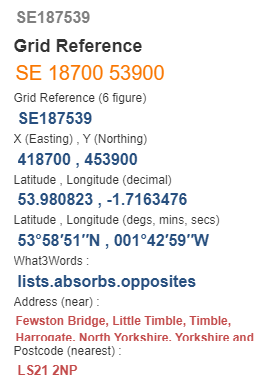 SE187539
Grid Reference
SE 18700 53900
Grid Reference (6 figure)
SE187539
X (Easting) , Y (Northing)
418700 , 453900
Latitude , Longitude (decimal)
53.980823 , -1.7163476
Latitude , Longitude (degs, mins, secs)
53°58′51″N , 001°42′59″W
What3Words :
lists.absorbs.opposites
Address (near) :
Fewston Bridge, Little Timble, Timble,
Harrogate, North Yorkshire, Yorkshire and
Postcode (nearest) :
LS21 2NP